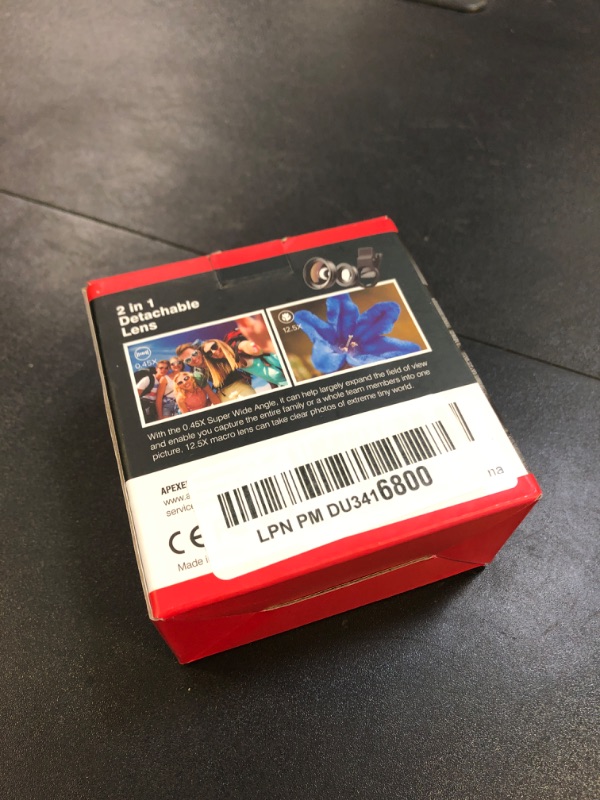 2 in 1
Detachable
Lens
0.45X
12.5X
With the 0.45X Super Wide Angle, it can help largely expand the field of view
and enable you capture the entire family or a whole team members into one
picture. 12.5X macro lens can take clear photos of extreme tiny world.
APEXE
www.a
servic
CE
Made i
na
LPN PM DU3416800